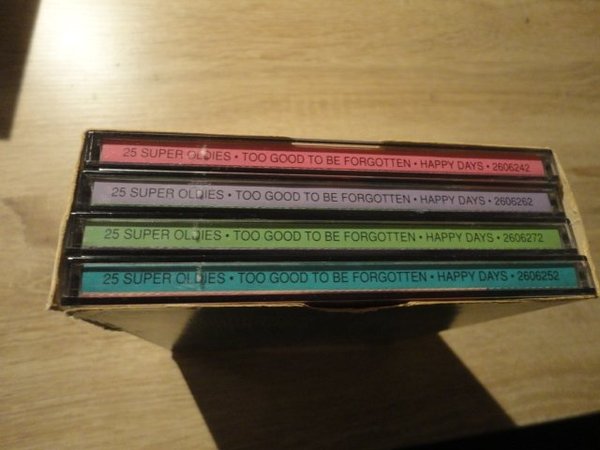 25 SUPER OLDIES • TOO GOOD TO BE FORGOTTEN • HAPPY DAYS • 2606242
25 SUPER OLDIES • TOO GOOD TO BE FORGOTTEN • HAPPY DAYS • 2606262
25 SUPER OLDIES • TOO GOOD TO BE FORGOTTEN • HAPPY DAYS • 2606272
25 SUPER OLDIES • TOO GOOD TO BE FORGOTTEN • HAPPY DAYS • 2606252